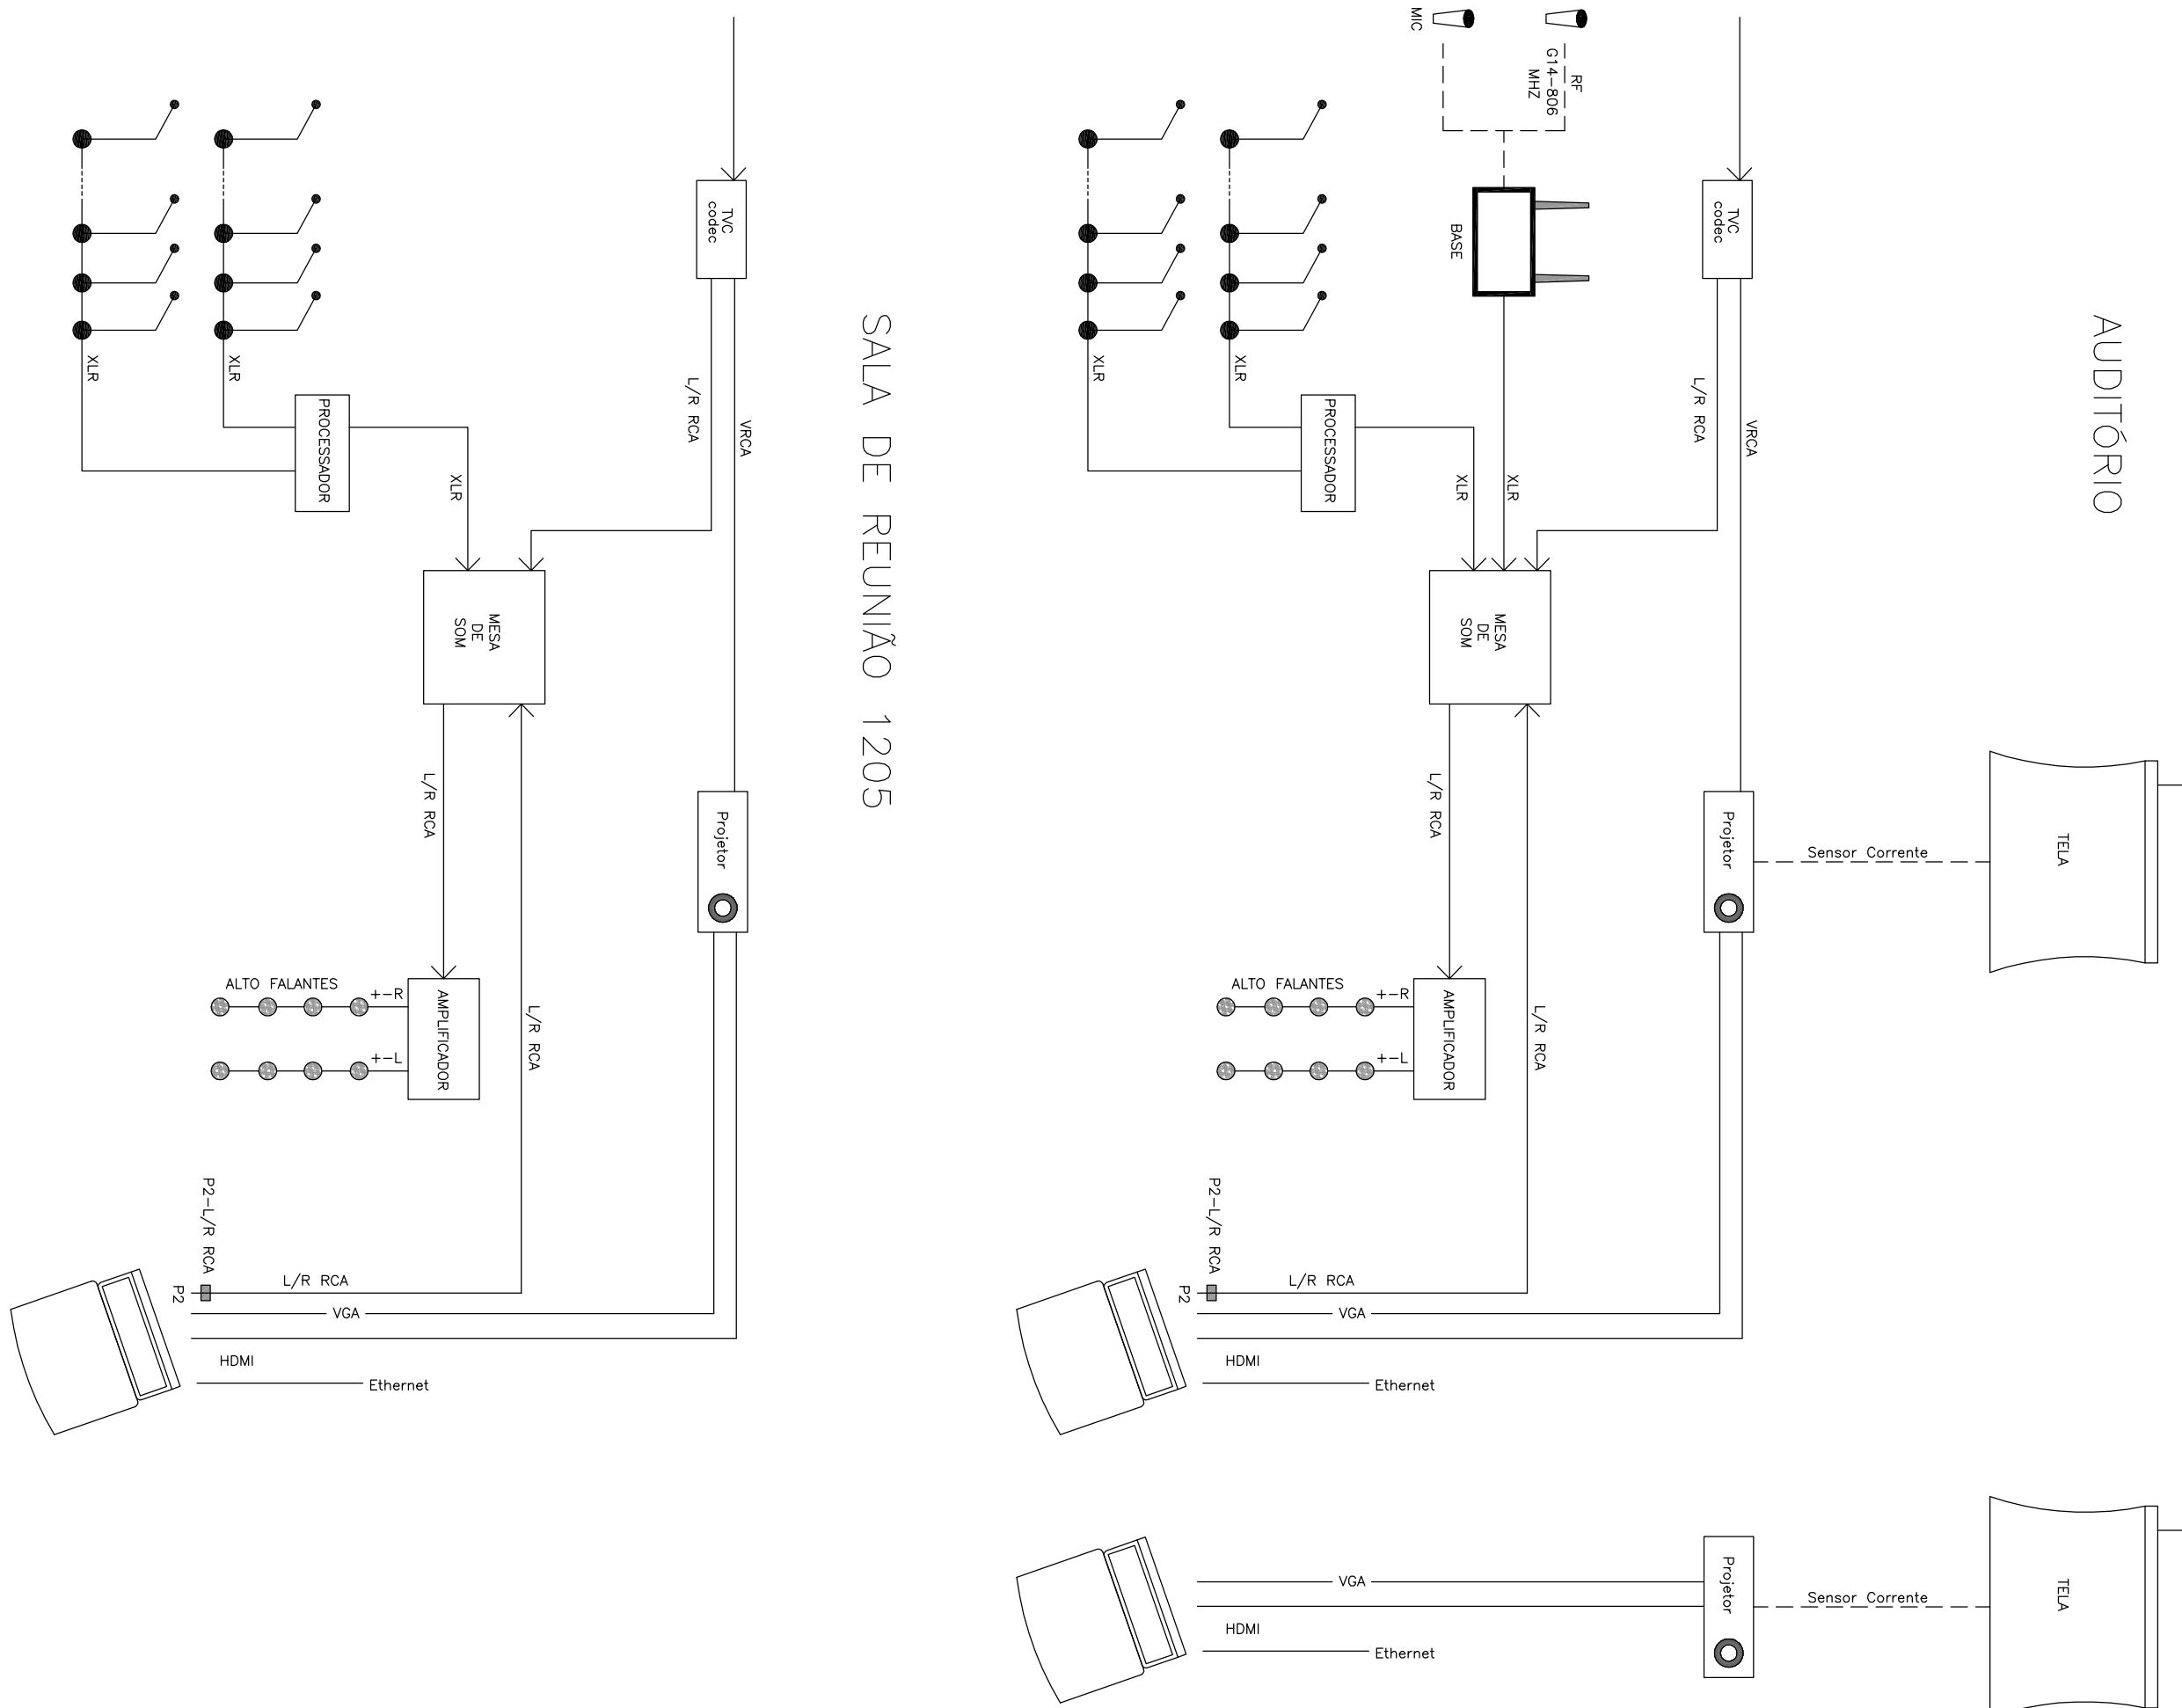 AUDITÓRIO
MIC
RF
G14-806
MHZ
BASE
TVC
codec
L/R RCA
VRCA
XLR
XLR
PROCESSADOR
XLR
XLR
MESA
DE
SOM
L/R RCA
Projetor
Sensor Corrente
TELA
ALTO FALANTES
+-R
+-L
AMPLIFICADOR
L/R RCA
P2-L/R RCA
P2
L/R RCA
VGA
HDMI
Ethernet
VGA
HDMI
Ethernet
Projetor
Sensor Corrente
TELA
SALA DE REUNIÃO 1205
TVC
codec
L/R RCA
VRCA
XLR
XLR
PROCESSADOR
XLR
MESA
DE
SOM
L/R RCA
Projetor
ALTO FALANTES
+-R
+-L
AMPLIFICADOR
L/R RCA
P2-L/R RCA
P2
L/R RCA
VGA
HDMI
Ethernet